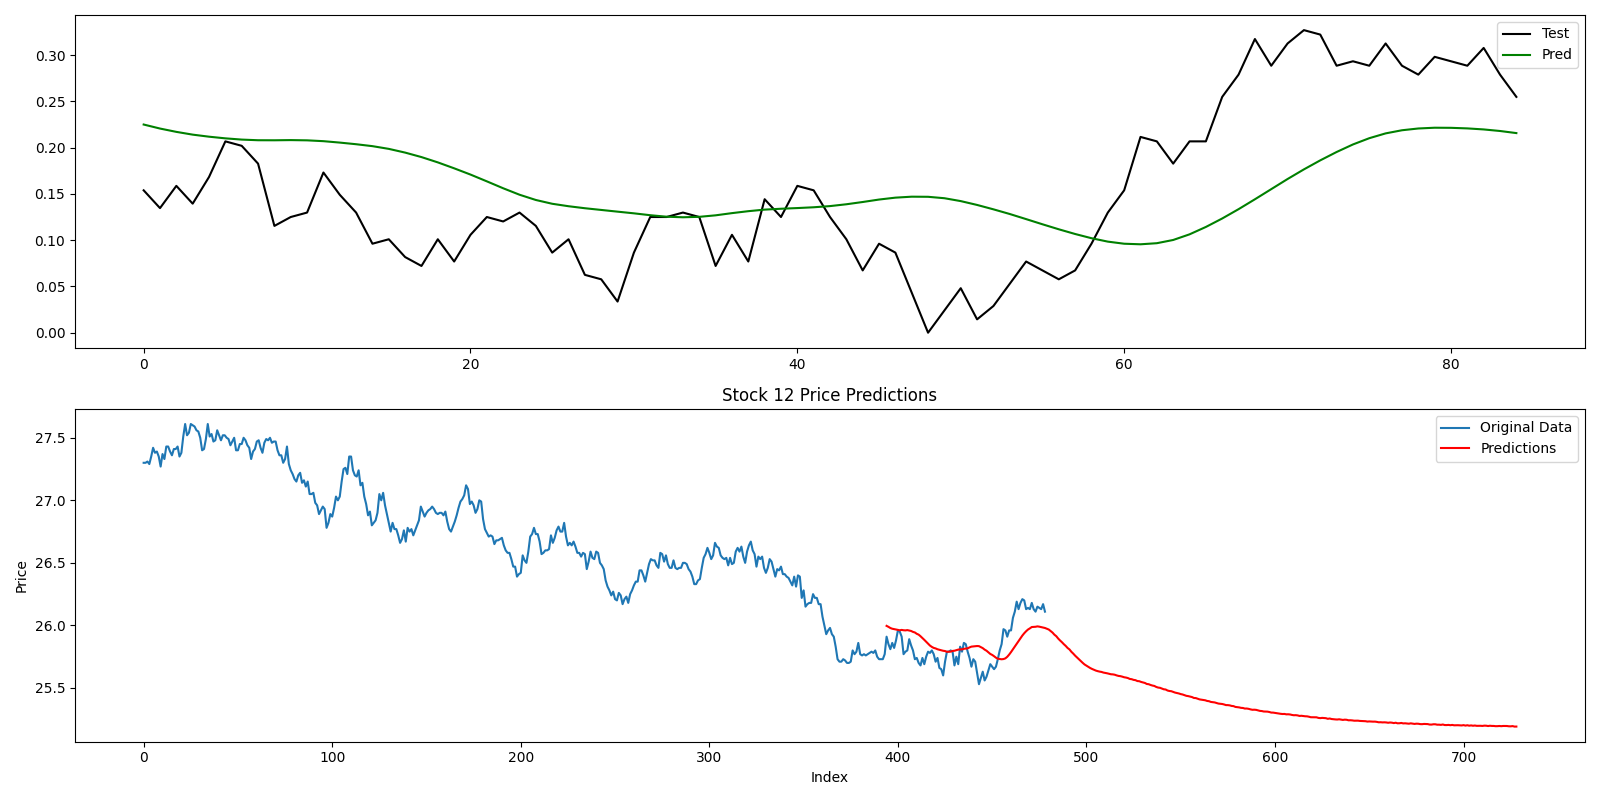 Test
Pred
0.30
0.25
0.20
0.15
0.10
0.05
0.00
0 20 40 60 80
Stock 12 Price Predictions
Original Data
Predictions
27.5
27.0
26.5
26.0
25.5
Price
0 100 200 300 400 500 600 700
Index